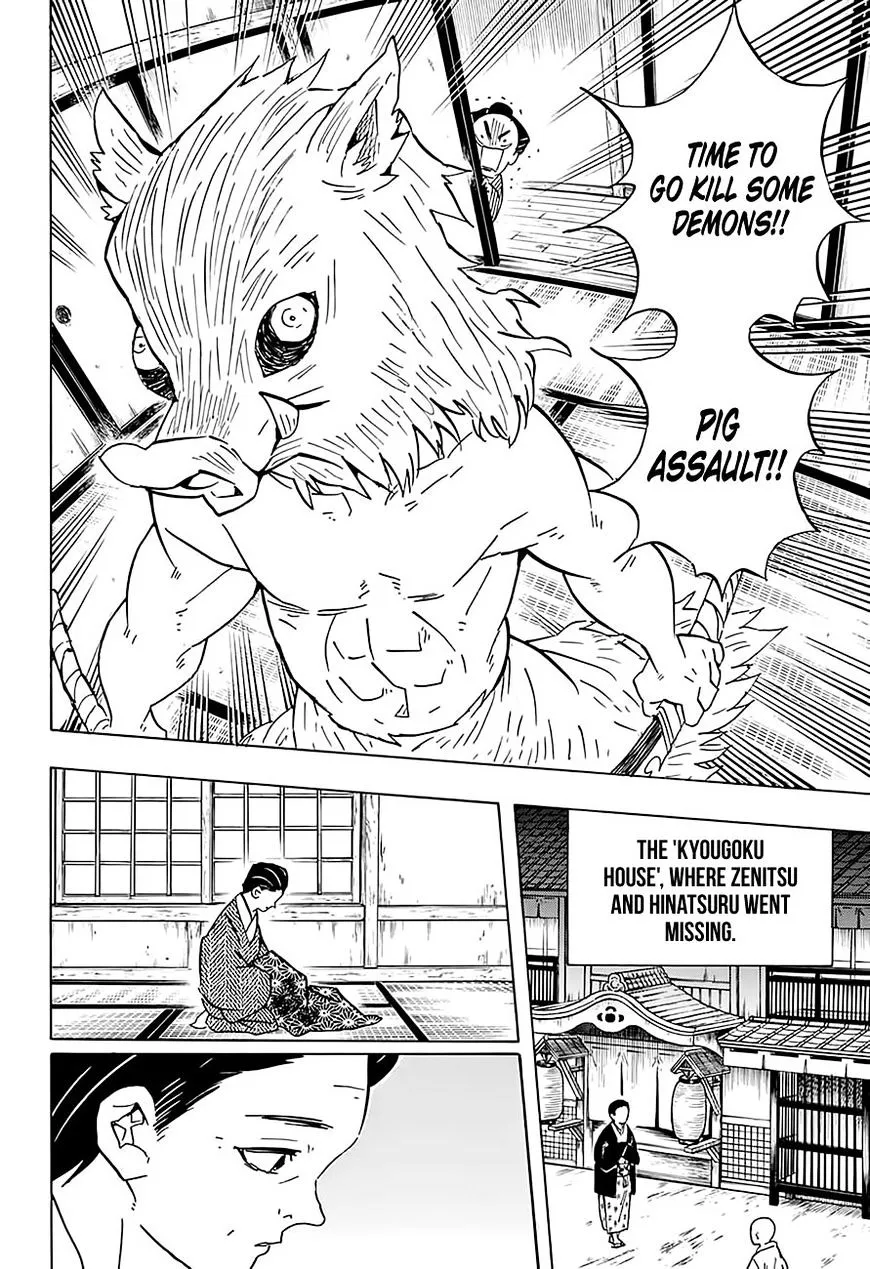 TIME TO
GO KILL SOME
DEMONS!!
PIG
ASSAULT!!
THE 'KYOUGOKU
HOUSE', WHERE ZENITSU
AND HINATSURU WENT
MISSING.